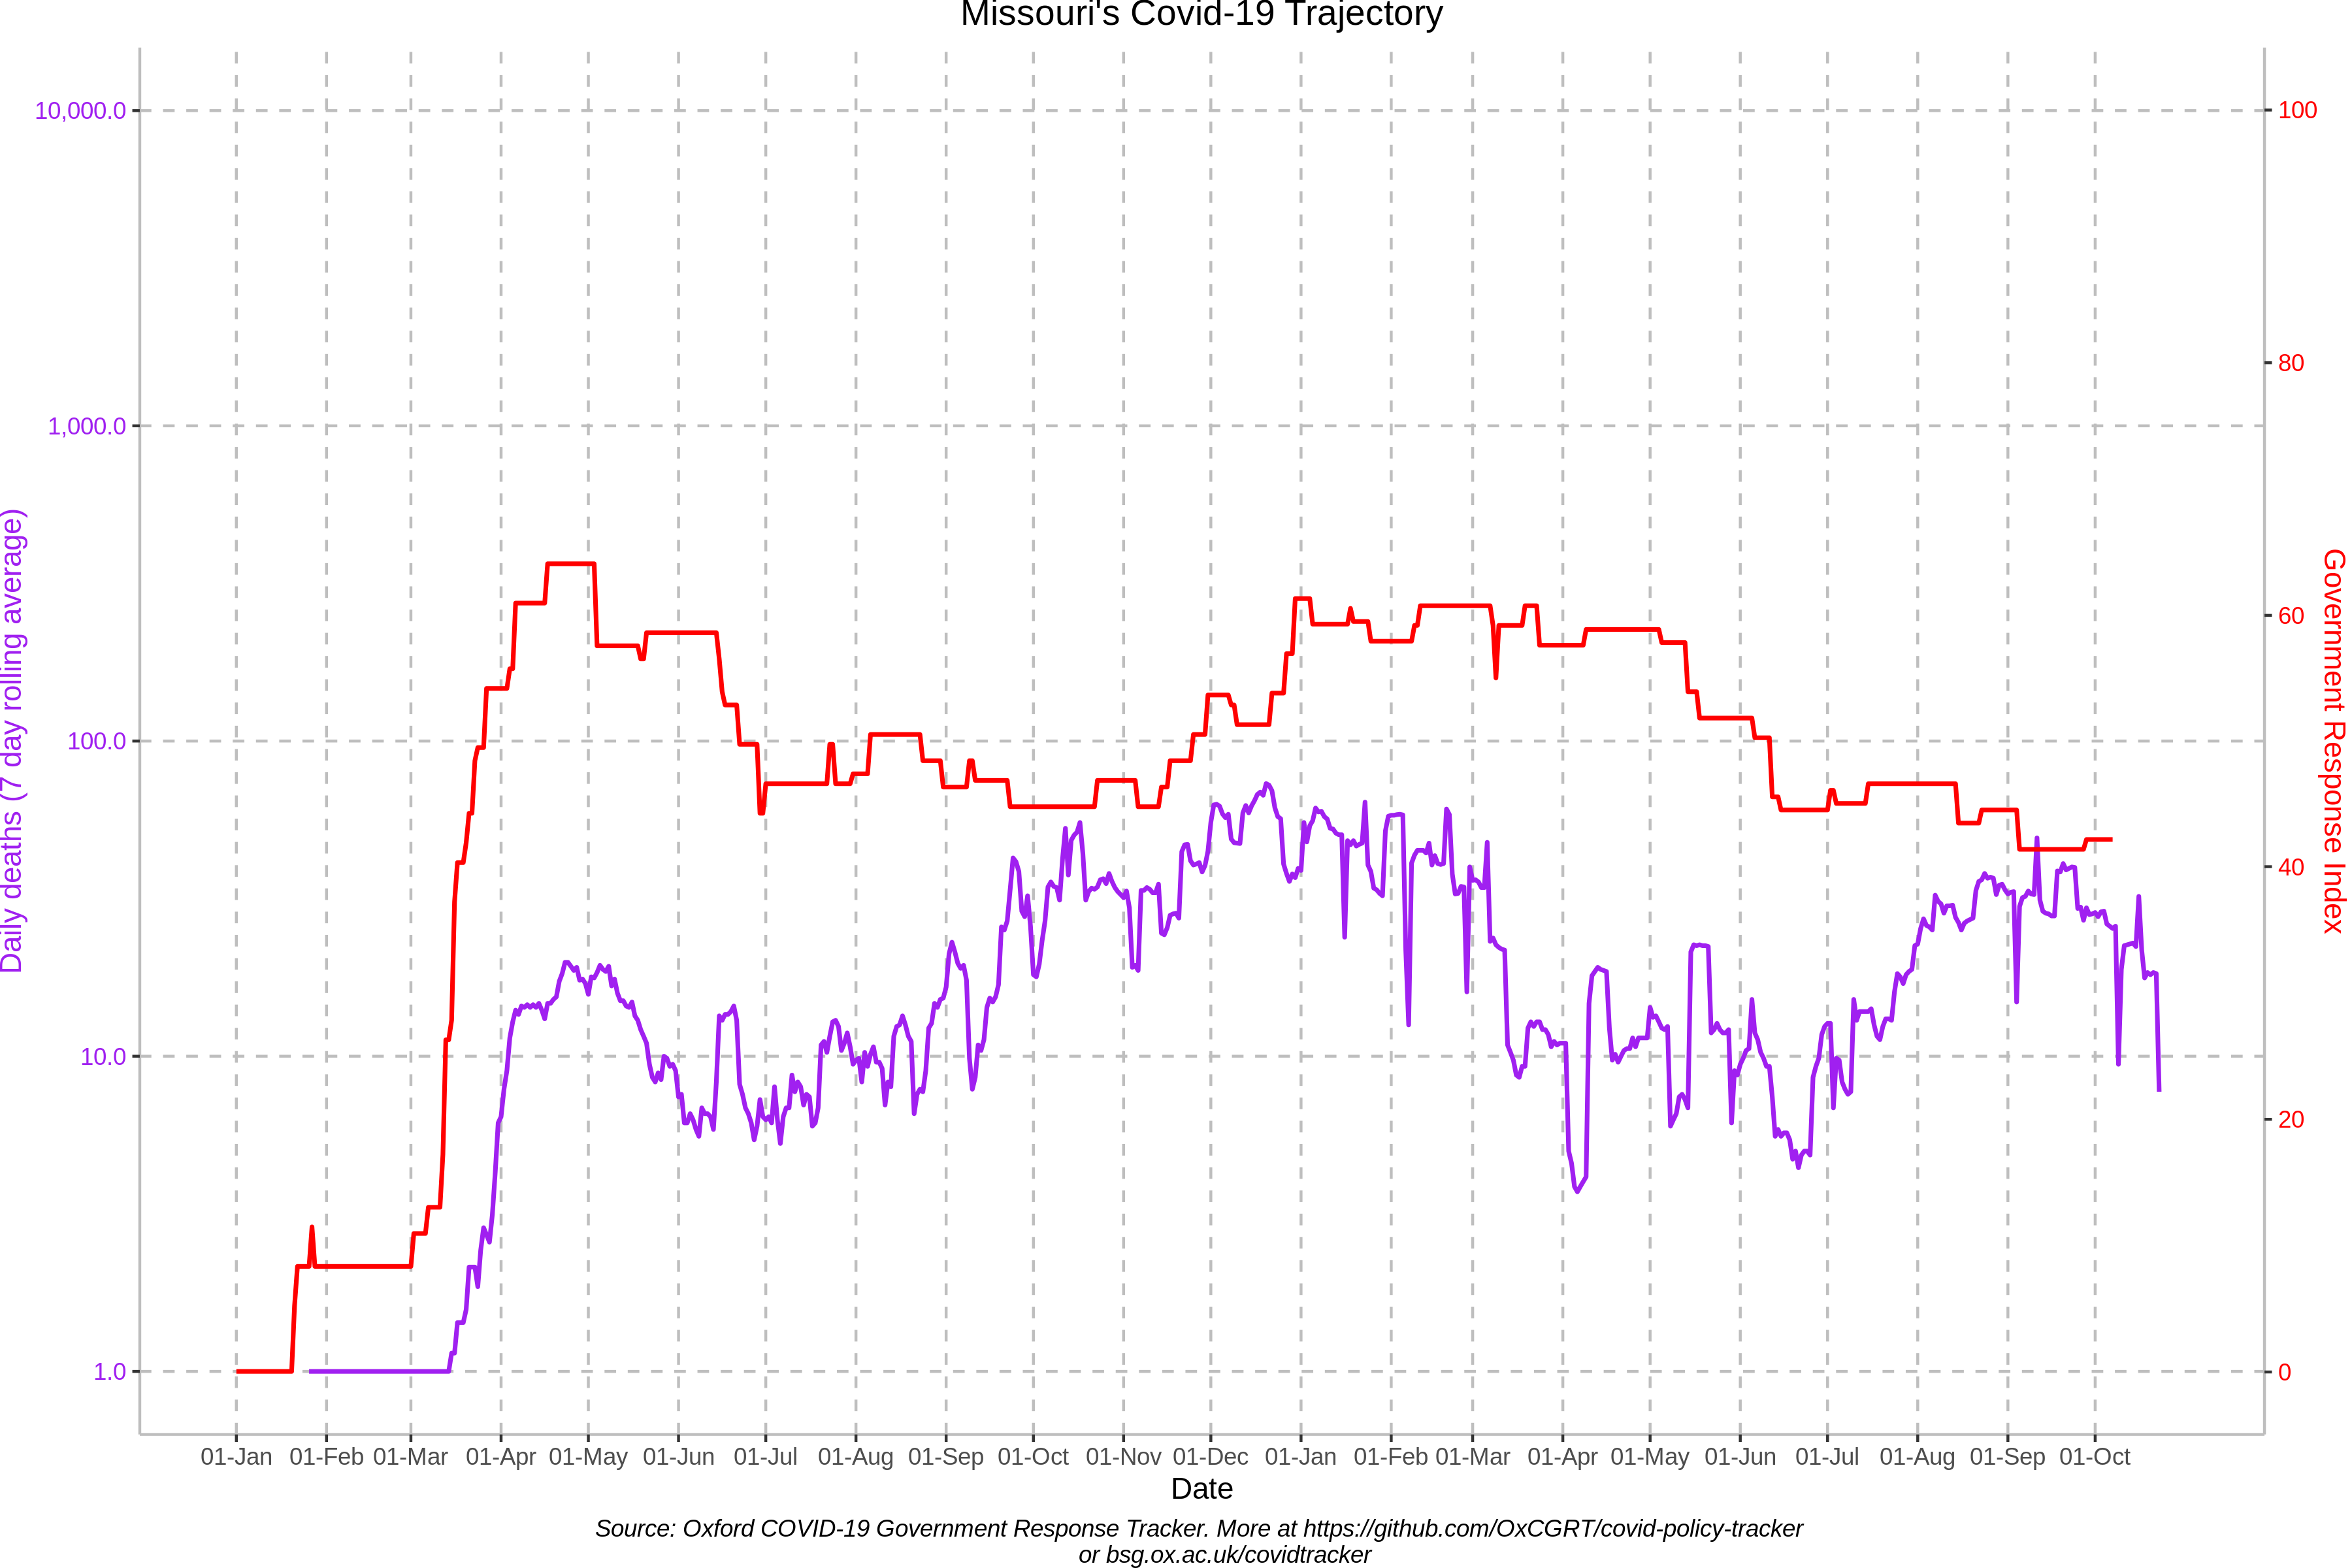 Missouri's Covid-19 Trajectory
10,000.0
1,000.0
100.0
10.0
1.0
Daily deaths (7 day rolling average)
100
80
60
40
20
0
Government Response Index
01-Jan 01-Feb 01-Mar 01-Apr 01-May 01-Jun 01-Jul 01-Aug 01-Sep 01-Oct 01-Nov 01-Dec 01-Jan 01-Feb 01-Mar 01-Apr 01-May 01-Jun 01-Jul 01-Aug 01-Sep 01-Oct
Date
Source: Oxford COVID-19 Government Response Tracker. More at https://github.com/OxCGRT/covid-policy-tracker
or bsg.ox.ac.uk/covidtracker